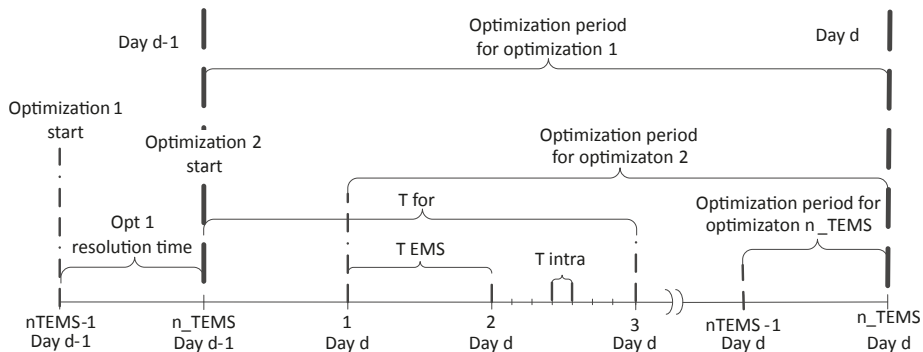 Day d-1
Optimization period
for optimization 1
Day d
Optimization 1
start
Optimization 2
start
Optimization period
for optimizaton 2
Opt 1
resolution time
T for
T EMS
T intra
Optimization period for
optimizaton n_TEMS
nTEMS-1
Day d-1
n_TEMS
Day d-1
1
Day d
2
Day d
3
Day d
nTEMS -1
Day d
n_TEMS
Day d